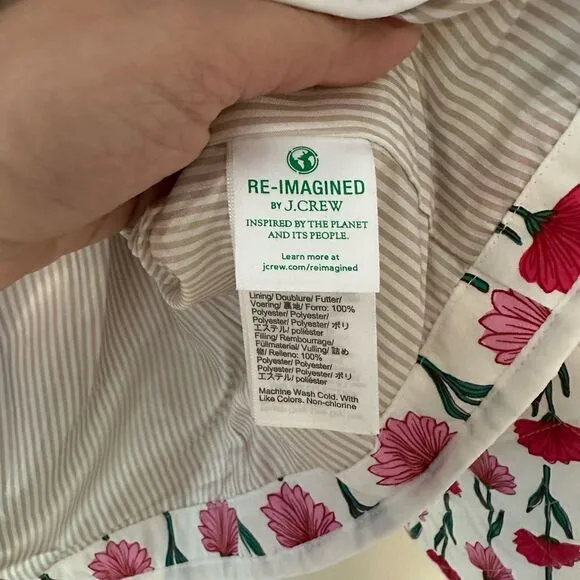 RE-IMAGINED
BY J.CREW
INSPIRED BY THE PLANET
AND ITS PEOPLE.
Learn more at
jcrew.com/reimagined
Lining/ Doublure/ Futter/
Voering/ 裏地/ Forro: 100%
Polyester/ Polyester/
Polyester/ Polyester/ ポリ
エステル/ poliéster
Filling/ Rembourrage/
Füllmaterial/ Vulling/ 詰め
物/ Relleno: 100%
Polyester/ Polyester/
Polyester/ Polyester/ ポリ
エステル/ poliéster
Machine Wash Cold. With
Like Colors. Non-chlorine